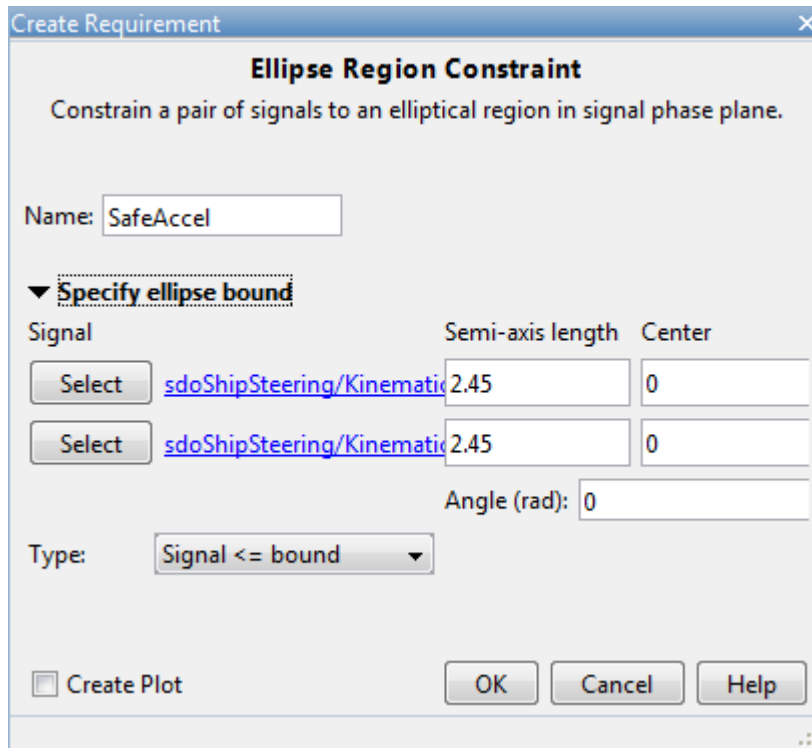 Create Requirement
Ellipse Region Constraint
Constrain a pair of signals to an elliptical region in signal phase plane.
Name: SafeAccel
Specify ellipse bound
Signal Semi-axis length Center
Select sdoShipSteering/Kinematic 2.45 0
Select sdoShipSteering/Kinematic 2.45 0
Angle (rad): 0
Type: Signal <= bound
Create Plot OK Cancel Help